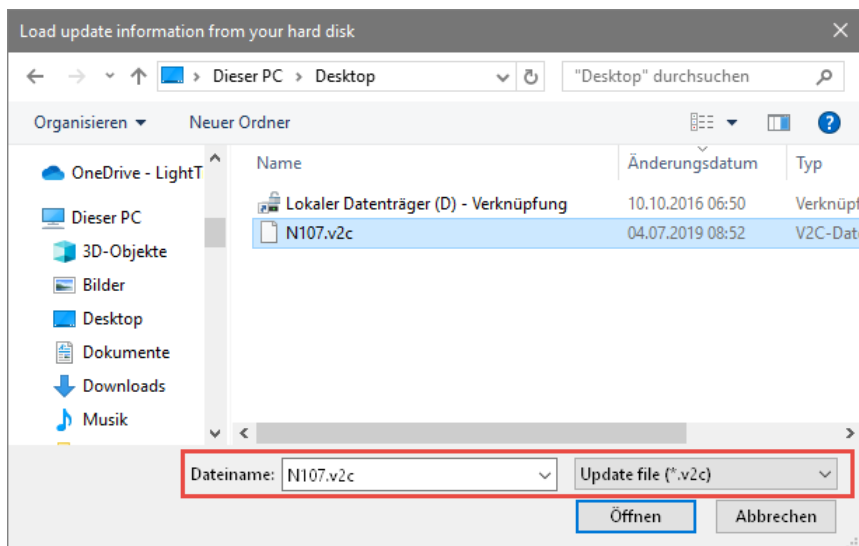 Load update information from your hard disk
Dieser PC > Desktop
"Desktop" durchsuchen
Organisieren
Neuer Ordner
OneDrive - LightT
Dieser PC
3D-Objekte
Bilder
Desktop
Dokumente
Downloads
Musik
Name Änderungsdatum Typ
Lokaler Datenträger (D) - Verknüpfung 10.10.2016 06:50 Verknüpf
N107.v2c 04.07.2019 08:52 V2C-Dat
Dateiname: N107.v2c Update file (*.v2c)
Öffnen Abbrechen